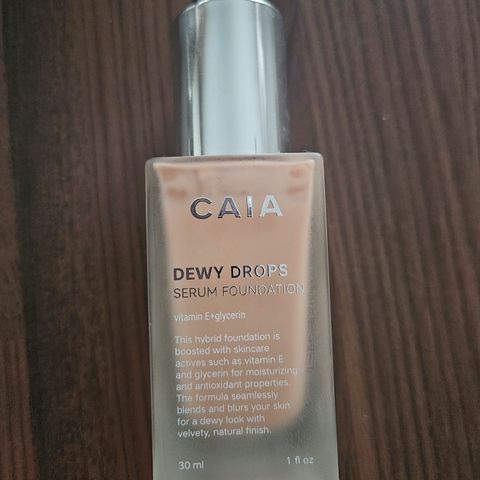 CAIA
DEWY DROPS
SERUM FOUNDATION
vitamin E+glycerin
This hybrid foundation is
boosted with skincare
actives such as vitamin E
and glycerin for moisturizing
and antioxidant properties.
The formula seamlessly
blends and blurs your skin
for a dewy look with
velvety, natural finish.
30 ml 1 fl oz